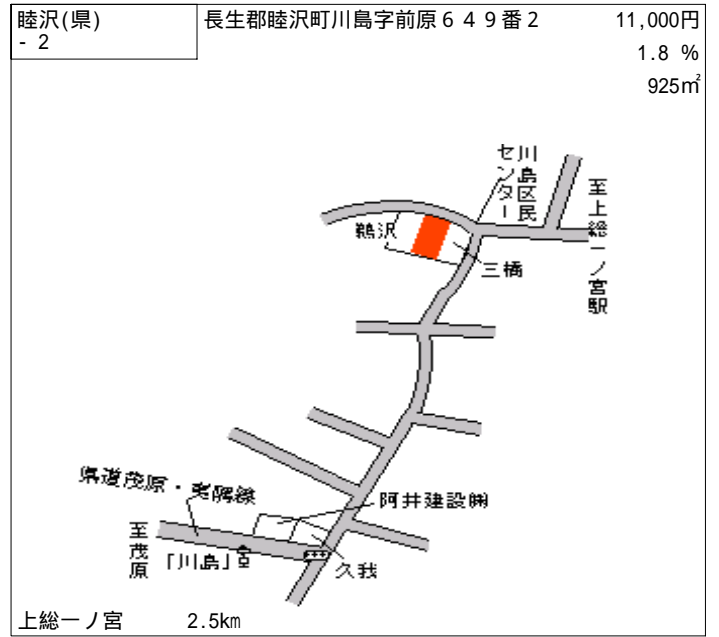 睦沢(県)
- 2
長生郡睦沢町川島字前原６４９番２
11,000円
1.8 %
925㎡
川島区民
センター
至上総一ノ宮駅
鵜沢
三橋
県道茂原・夷隅線
阿井建設㈱
至茂原
「川島」
久我
上総一ノ宮
2.5km